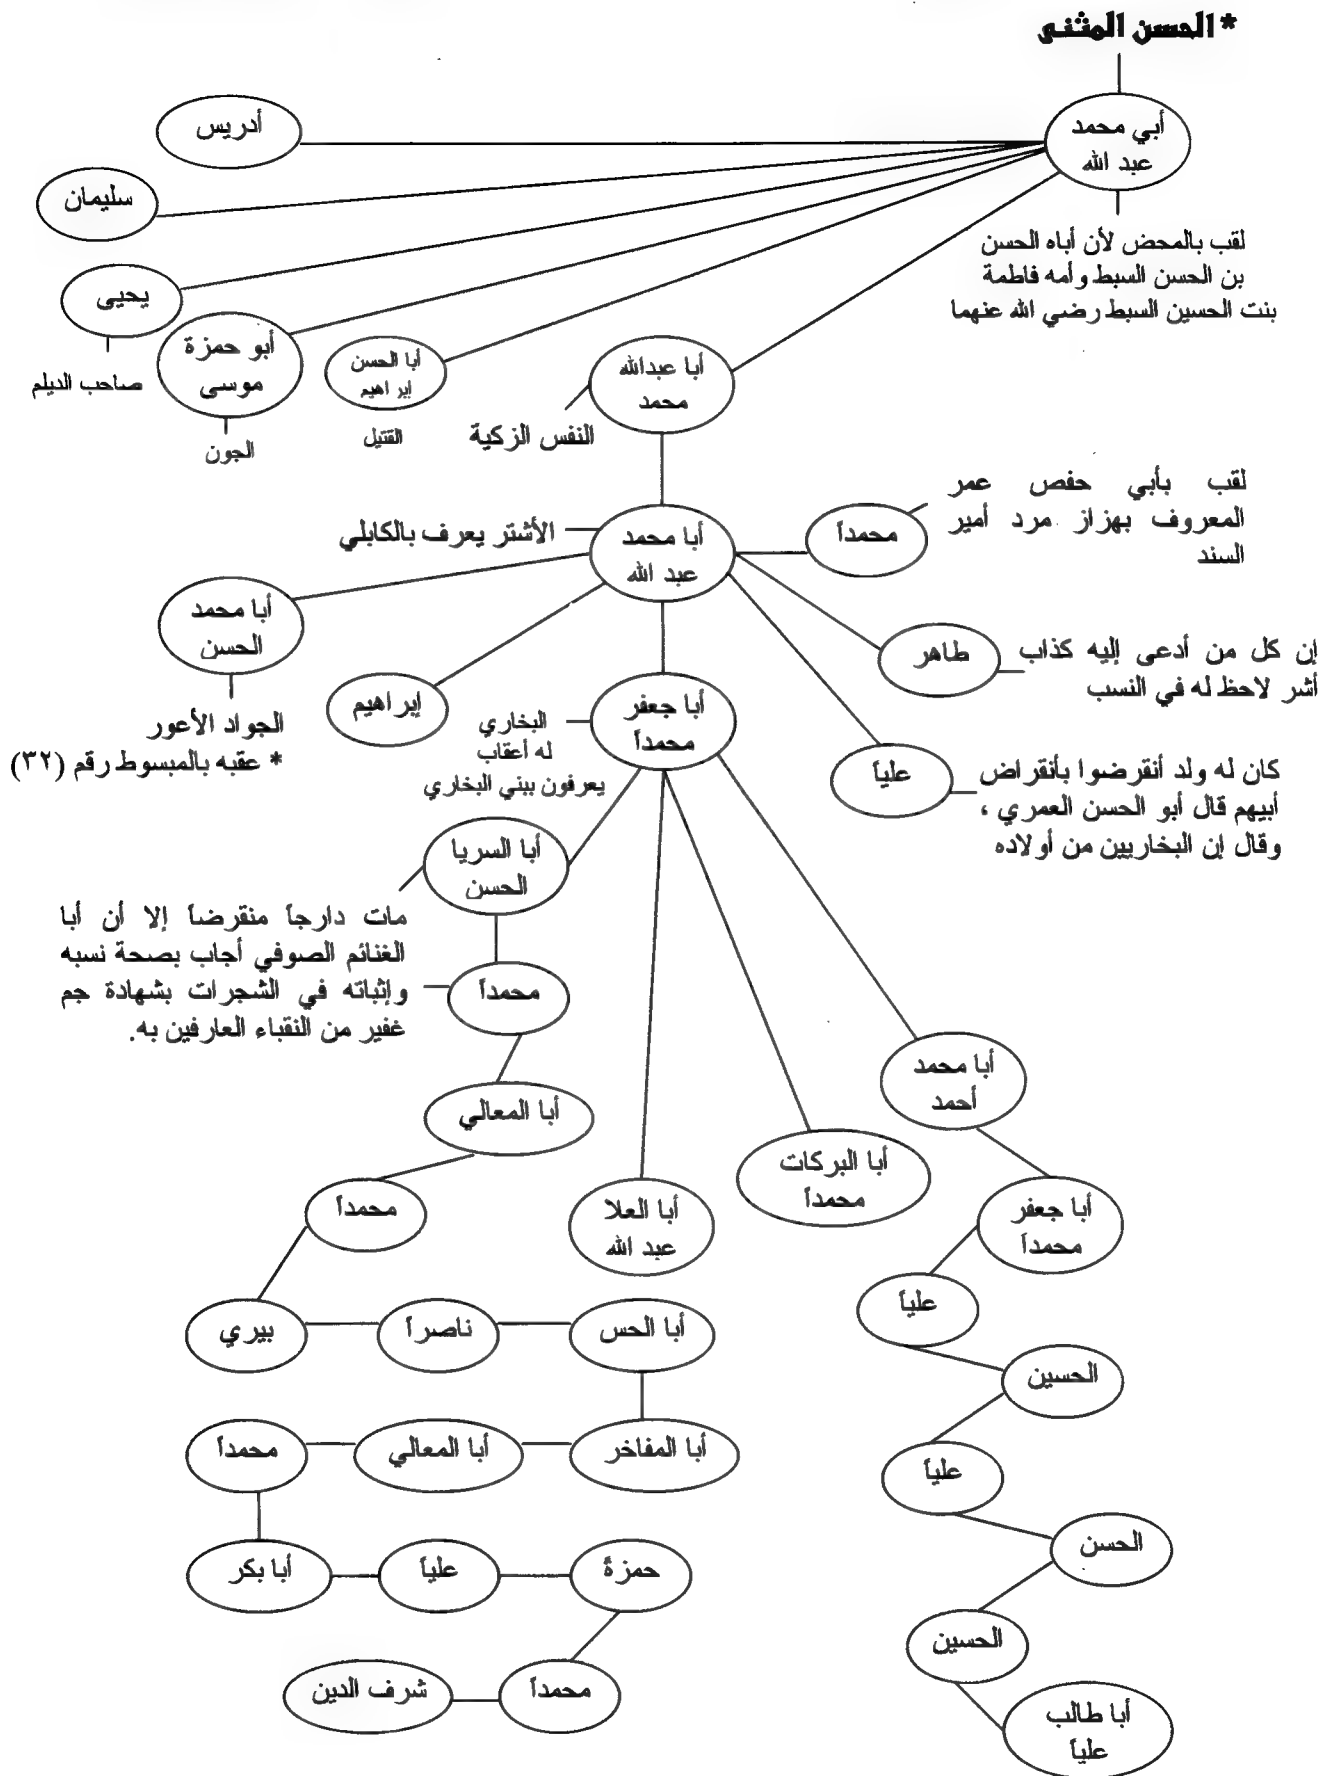 * الحسن المثنى
أبي محمد
عبد الله
لقب بالمحض لأن أباه الحسن
بن الحسن السبط وأمه فاطمة
بنت الحسين السبط رضي الله عنهما
أدريس
سليمان
يحيى
صاحب الديلم
أبو حمزة
موسى
الجون
أبا الحسن
إبراهيم
القتيل
أبا عبدالله
محمد
النفس الزكية
أبا محمد
عبد الله
الأشتر يعرف بالكابلي
محمداً
لقب بأبي حفص عمر
المعروف بهزاز مرد أمير
السند
طاهر
إن كل من أدعى إليه كذاب
أشر لاحظ له في النسب
علياً
كان له ولد أنقرضوا بأنقراض
أبيهم قال أبو الحسن العمري ،
وقال إن البخاريين من أولاده
أبا محمد
الحسن
الجواد الأعور
* عقبه بالمبسوط رقم (٣٢)
إبراهيم
أبا جعفر
محمداً
البخاري
له أعقاب
يعرفون ببني البخاري
أبا السريا
الحسن
مات دارجاً منقرضاً إلا أن أبا
الغنائم الصوفي أجاب بصحة نسبه
وإثباته في الشجرات بشهادة جم
غفير من النقباء العارفين به.
محمداً
أبا المعالي
محمداً
أبا العلا
عبد الله
أبا البركات
محمداً
أبا محمد
أحمد
أبا جعفر
محمداً
علياً
الحسين
علياً
الحسن
الحسين
أبا طالب
علياً
بيري
ناصراً
أبا الحس
أبا المفاخر
أبا المعالي
محمداً
أبا بكر
علياً
حمزةً
محمداً
شرف الدين